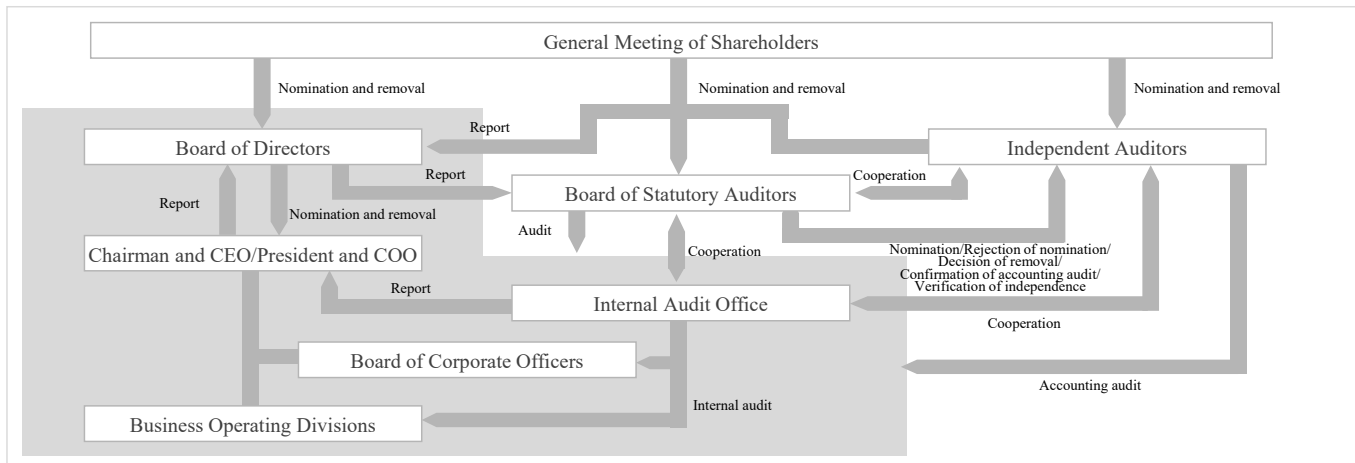 General Meeting of Shareholders
Nomination and removal
Nomination and removal
Nomination and removal
Report
Board of Directors
Independent Auditors
Report
Cooperation
Board of Statutory Auditors
Report
Nomination and removal
Audit
Chairman and CEO/President and COO
Cooperation
Nomination/Rejection of nomination/
Decision of removal/
Confirmation of accounting audit/
Verification of independence
Report
Internal Audit Office
Cooperation
Board of Corporate Officers
Accounting audit
Internal audit
Business Operating Divisions